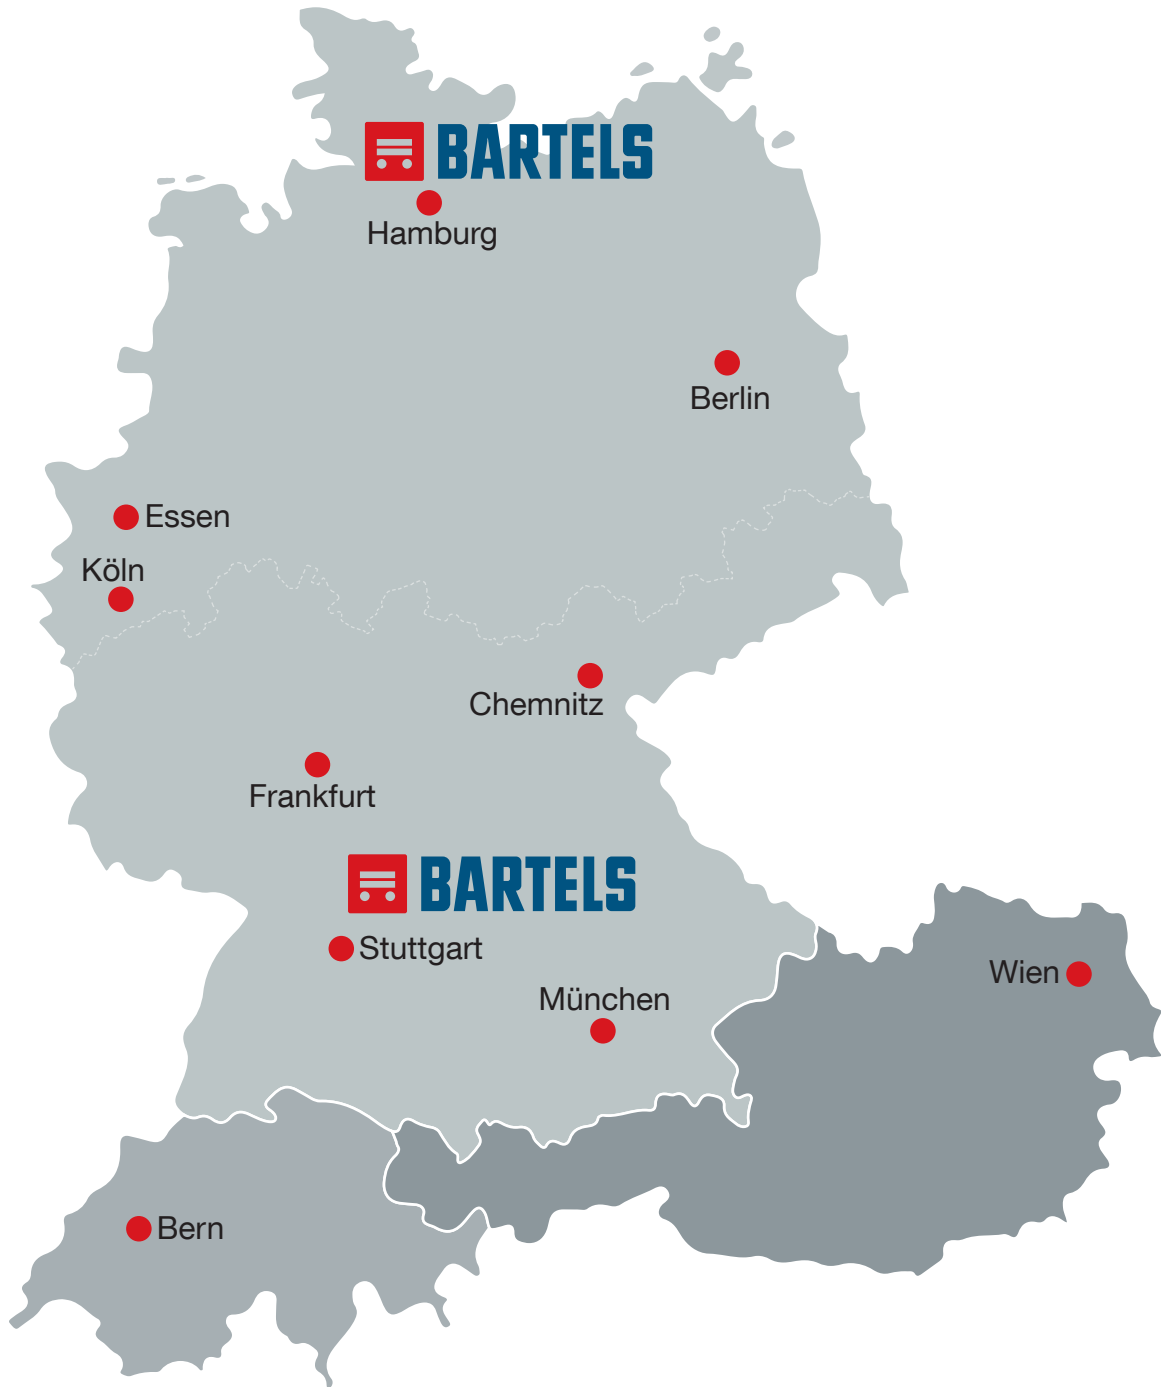 BARTELS
Hamburg
Berlin
Essen
Köln
Chemnitz
Frankfurt
BARTELS
Stuttgart
Wien
München
Bern